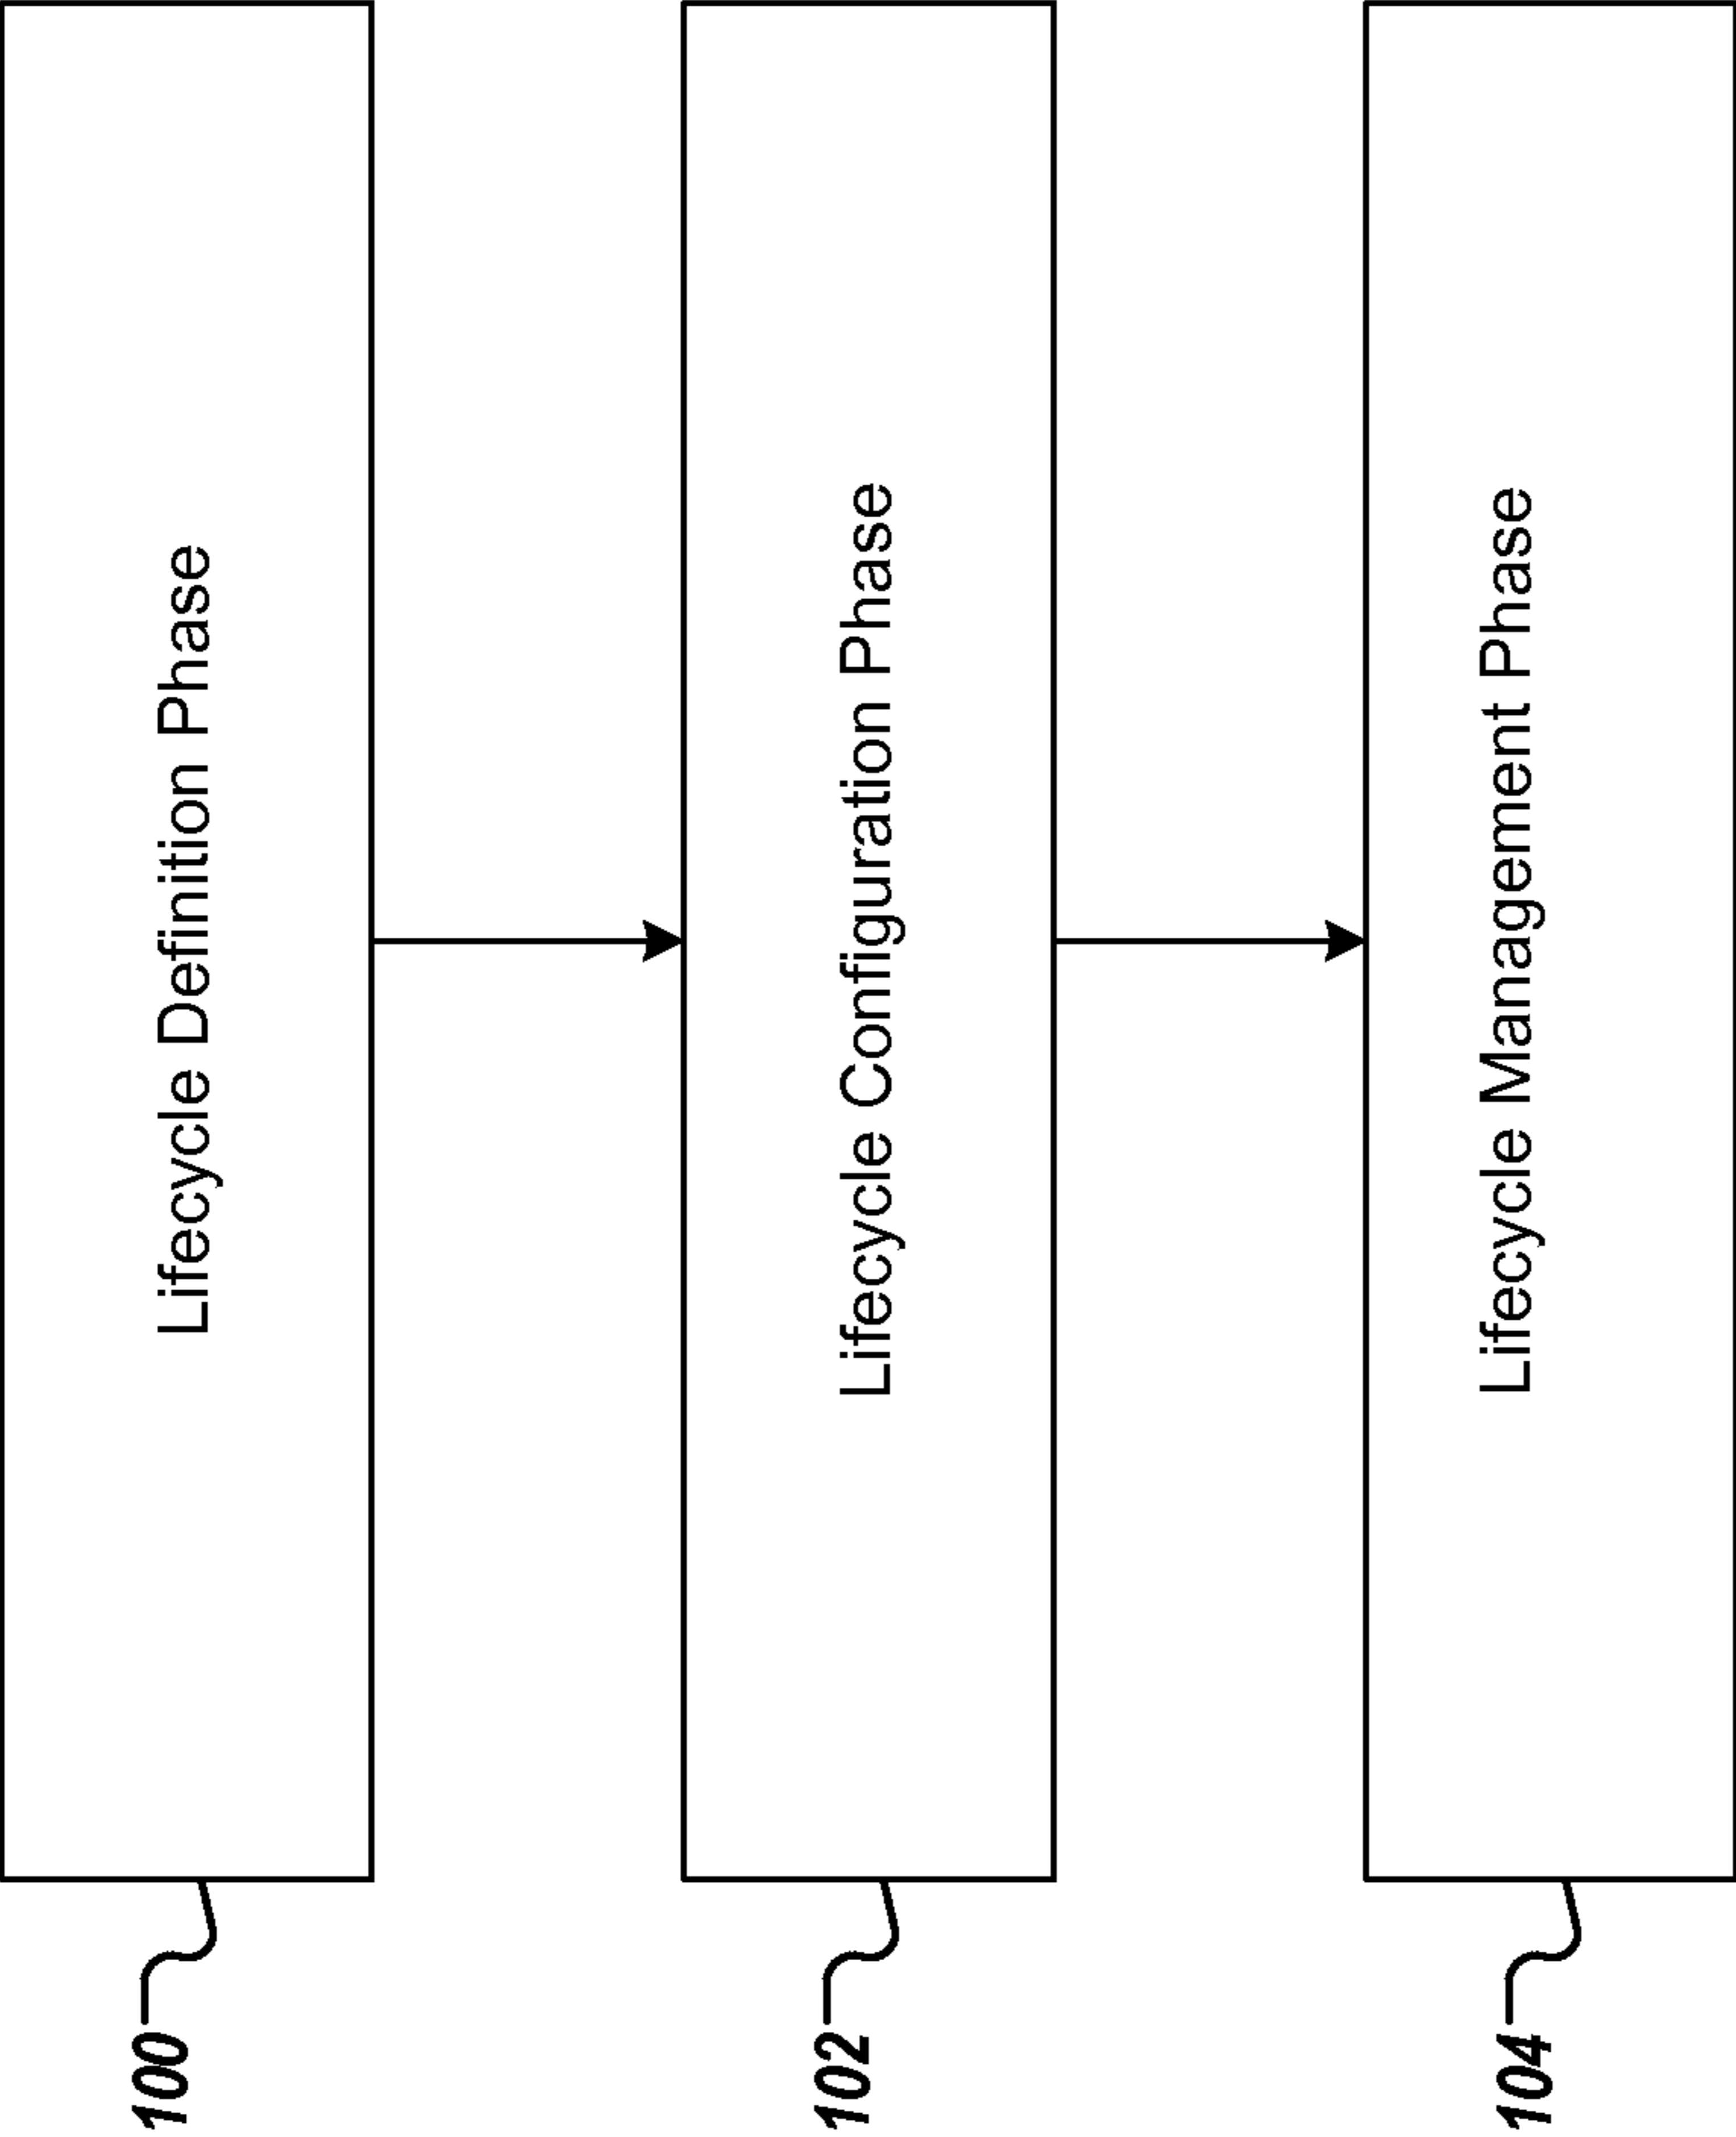 Lifecycle Definition Phase
100
Lifecycle Configuration Phase
102
Lifecycle Management Phase
104